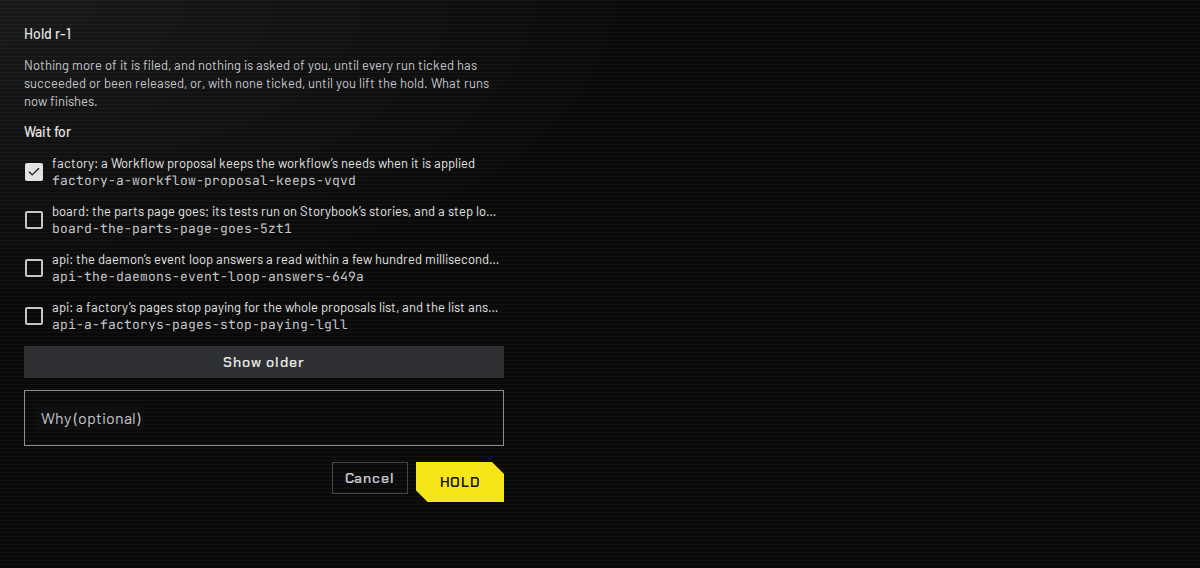 Hold r-1
Nothing more of it is filed, and nothing is asked of you, until every run ticked has
succeeded or been released, or, with none ticked, until you lift the hold. What runs
now finishes.
Wait for
factory: a Workflow proposal keeps the workflow's needs when it is applied
factory-a-workflow-proposal-keeps-vqvd
board: the parts page goes; its tests run on Storybook's stories, and a step lo...
board-the-parts-page-goes-5zt1
api: the daemon's event loop answers a read within a few hundred millisecond...
api-the-daemons-event-loop-answers-649a
api: a factory's pages stop paying for the whole proposals list, and the list ans...
api-a-factorys-pages-stop-paying-lgll
Show older
Why(optional)
Cancel
HOLD